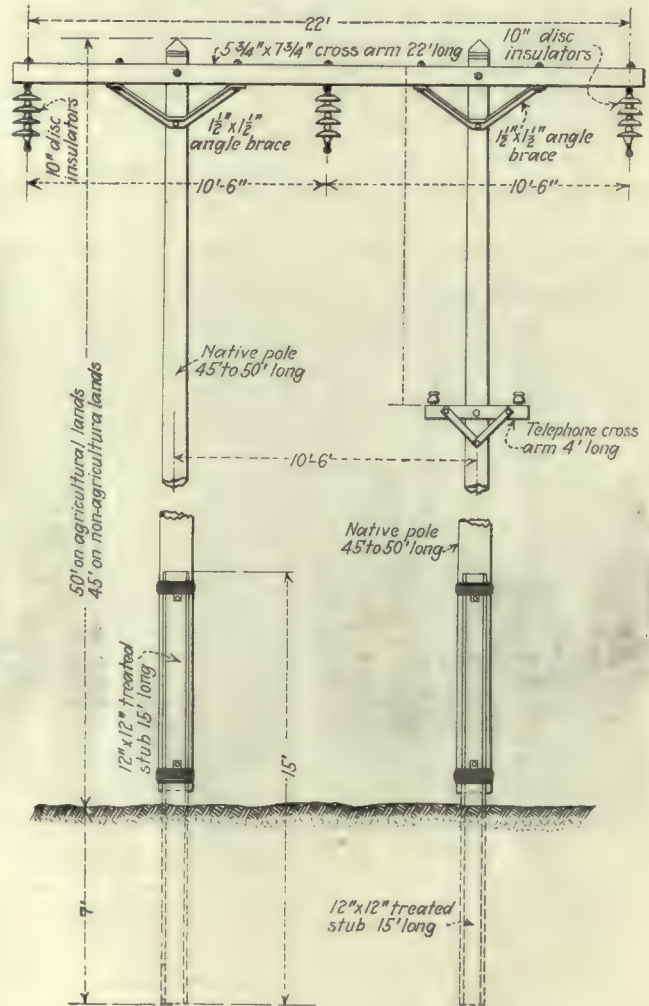 22'
5 3/4" x 7 3/4" cross arm 22' long
10" disc
insulators
10" disc
insulators
1 1/2" x 1 1/2"
angle brace
1 1/2" x 1 1/2"
angle
brace
10'-6"
10'-6"
Native pole
45' to 50' long
Telephone cross
arm 4' long
10'-6'
50' on agricultural lands
45' on non-agricultura lands
Native pole
45 to 50' long
12" x 12" treated
stub 15' long
15'
7'
12" x 12" treated
stub 15' long